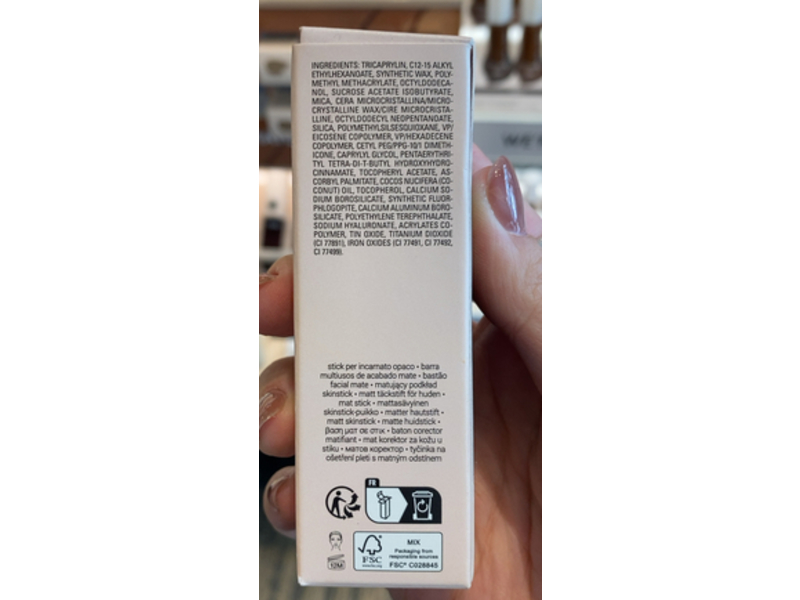 INGREDIENTS: TRICAPRYLIN, C12-15 ALKYL
ETHYLHEXANOATE, SYNTHETIC WAX, POLY-
METHYL METHACRYLATE, OCTYLDODECA-
NOL, SUCROSE ACETATE ISOBUTYRATE,
MICA, CERA MICROCRISTALLINA/MICRO-
CRYSTALLINE WAX/CIRE MICROCRISTA-
LLINE, OCTYLDODECYL NEOPENTANOATE,
SILICA, POLYMETHYLSILSESQUIOXANE, VP/
EICOSENE COPOLYMER, VP/HEXADECENE
COPOLYMER, CETYL PEG/PPG-10/1 DIMETH-
ICONE, CAPRYLYL GLYCOL, PENTAERYTHRI-
TYL TETRA-DI-T-BUTYL HYDROXYHYDRO-
CINNAMATE, TOCOPHERYL ACETATE, AS-
CORBYL PALMITATE, COCOS NUCIFERA (CO-
CONUT) OIL, TOCOPHEROL, CALCIUM SO-
DIUM BOROSILICATE, SYNTHETIC FLUOR-
PHLOGOPITE, CALCIUM ALUMINUM BORO-
SILICATE, POLYETHYLENE TEREPHTHALATE,
SODIUM HYALURONATE, ACRYLATES CO-
POLYMER, TIN OXIDE, TITANIUM DIOXIDE
(CI 77891), IRON OXIDES (CI 77491, CI 77492,
CI 77499).
stick per incarnato opaco • barra
multiusos de acabado mate • bastão
facial mate • matujący podkład
skinstick • matt täckstift för huden •
mat stick • mattasävyinen
skinstick-puikko • matter hautstift •
matt skinstick • matte huidstick •
βαση ματ σε στικ • baton corector
matifiant • mat korektor za kožu u
stiku • матов коректор • tyčinka na
ošetření pleti s matným odstínem
FR
MIX
Packaging from
responsible sources
FSC
FSC® C028845
12M